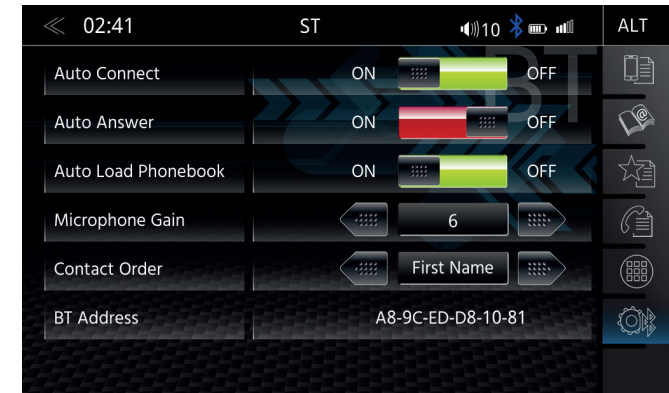 02:41 ST 10 ALT
BT
Auto Connect ON OFF
Auto Answer ON OFF
Auto Load Phonebook ON OFF
Microphone Gain 6
Contact Order First Name
BT Address A8-9C-ED-D8-10-81